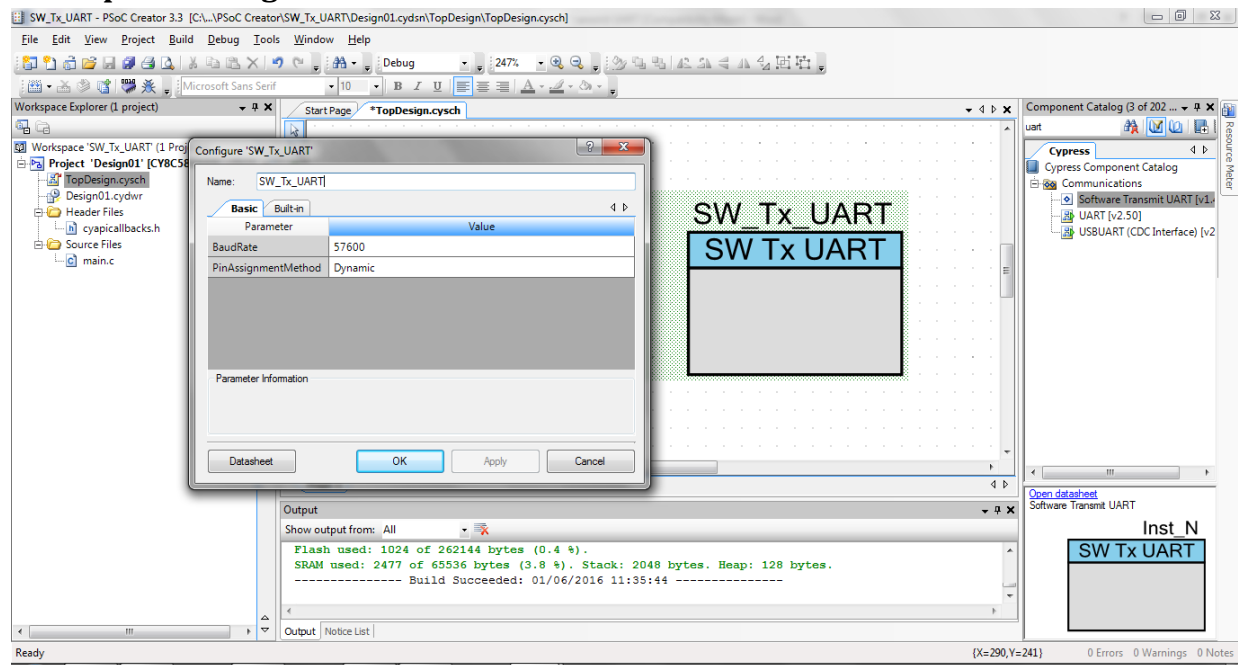 SW_Tx_UART - PSoC Creator 3.3 [C:\...\PSoC Creator\SW_Tx_UART\Design01.cydsn\TopDesign\TopDesign.cysch]
File Edit View Project Build Debug Tools Window Help
Debug 247%
Microsoft Sans Serif 10 B I U
Workspace Explorer (1 project)
Workspace 'SW_Tx_UART' (1 Proj
Project 'Design01' [CY8C58
TopDesign.cysch
Design01.cydwr
Header Files
cyapicallbacks.h
Source Files
main.c
Start Page *TopDesign.cysch
Configure 'SW_Tx_UART'
Name: SW_Tx_UART
Basic Built-in
Parameter Value
BaudRate 57600
PinAssignmentMethod Dynamic
Parameter Information
Datasheet OK Apply Cancel
SW_Tx_UART
SW Tx UART
Component Catalog (3 of 202 ...
uart
Cypress
Cypress Component Catalog
Communications
Software Transmit UART [v1.
UART [v2.50]
USBUART (CDC Interface) [v2
Resource Meter
Open datasheet
Software Transmit UART
Inst_N
SW Tx UART
Output
Show output from: All
Flash used: 1024 of 262144 bytes (0.4 %).
SRAM used: 2477 of 65536 bytes (3.8 %). Stack: 2048 bytes. Heap: 128 bytes.
--------------- Build Succeeded: 01/06/2016 11:35:44 ---------------
Output Notice List
Ready {X=290,Y=241} 0 Errors 0 Warnings 0 Notes